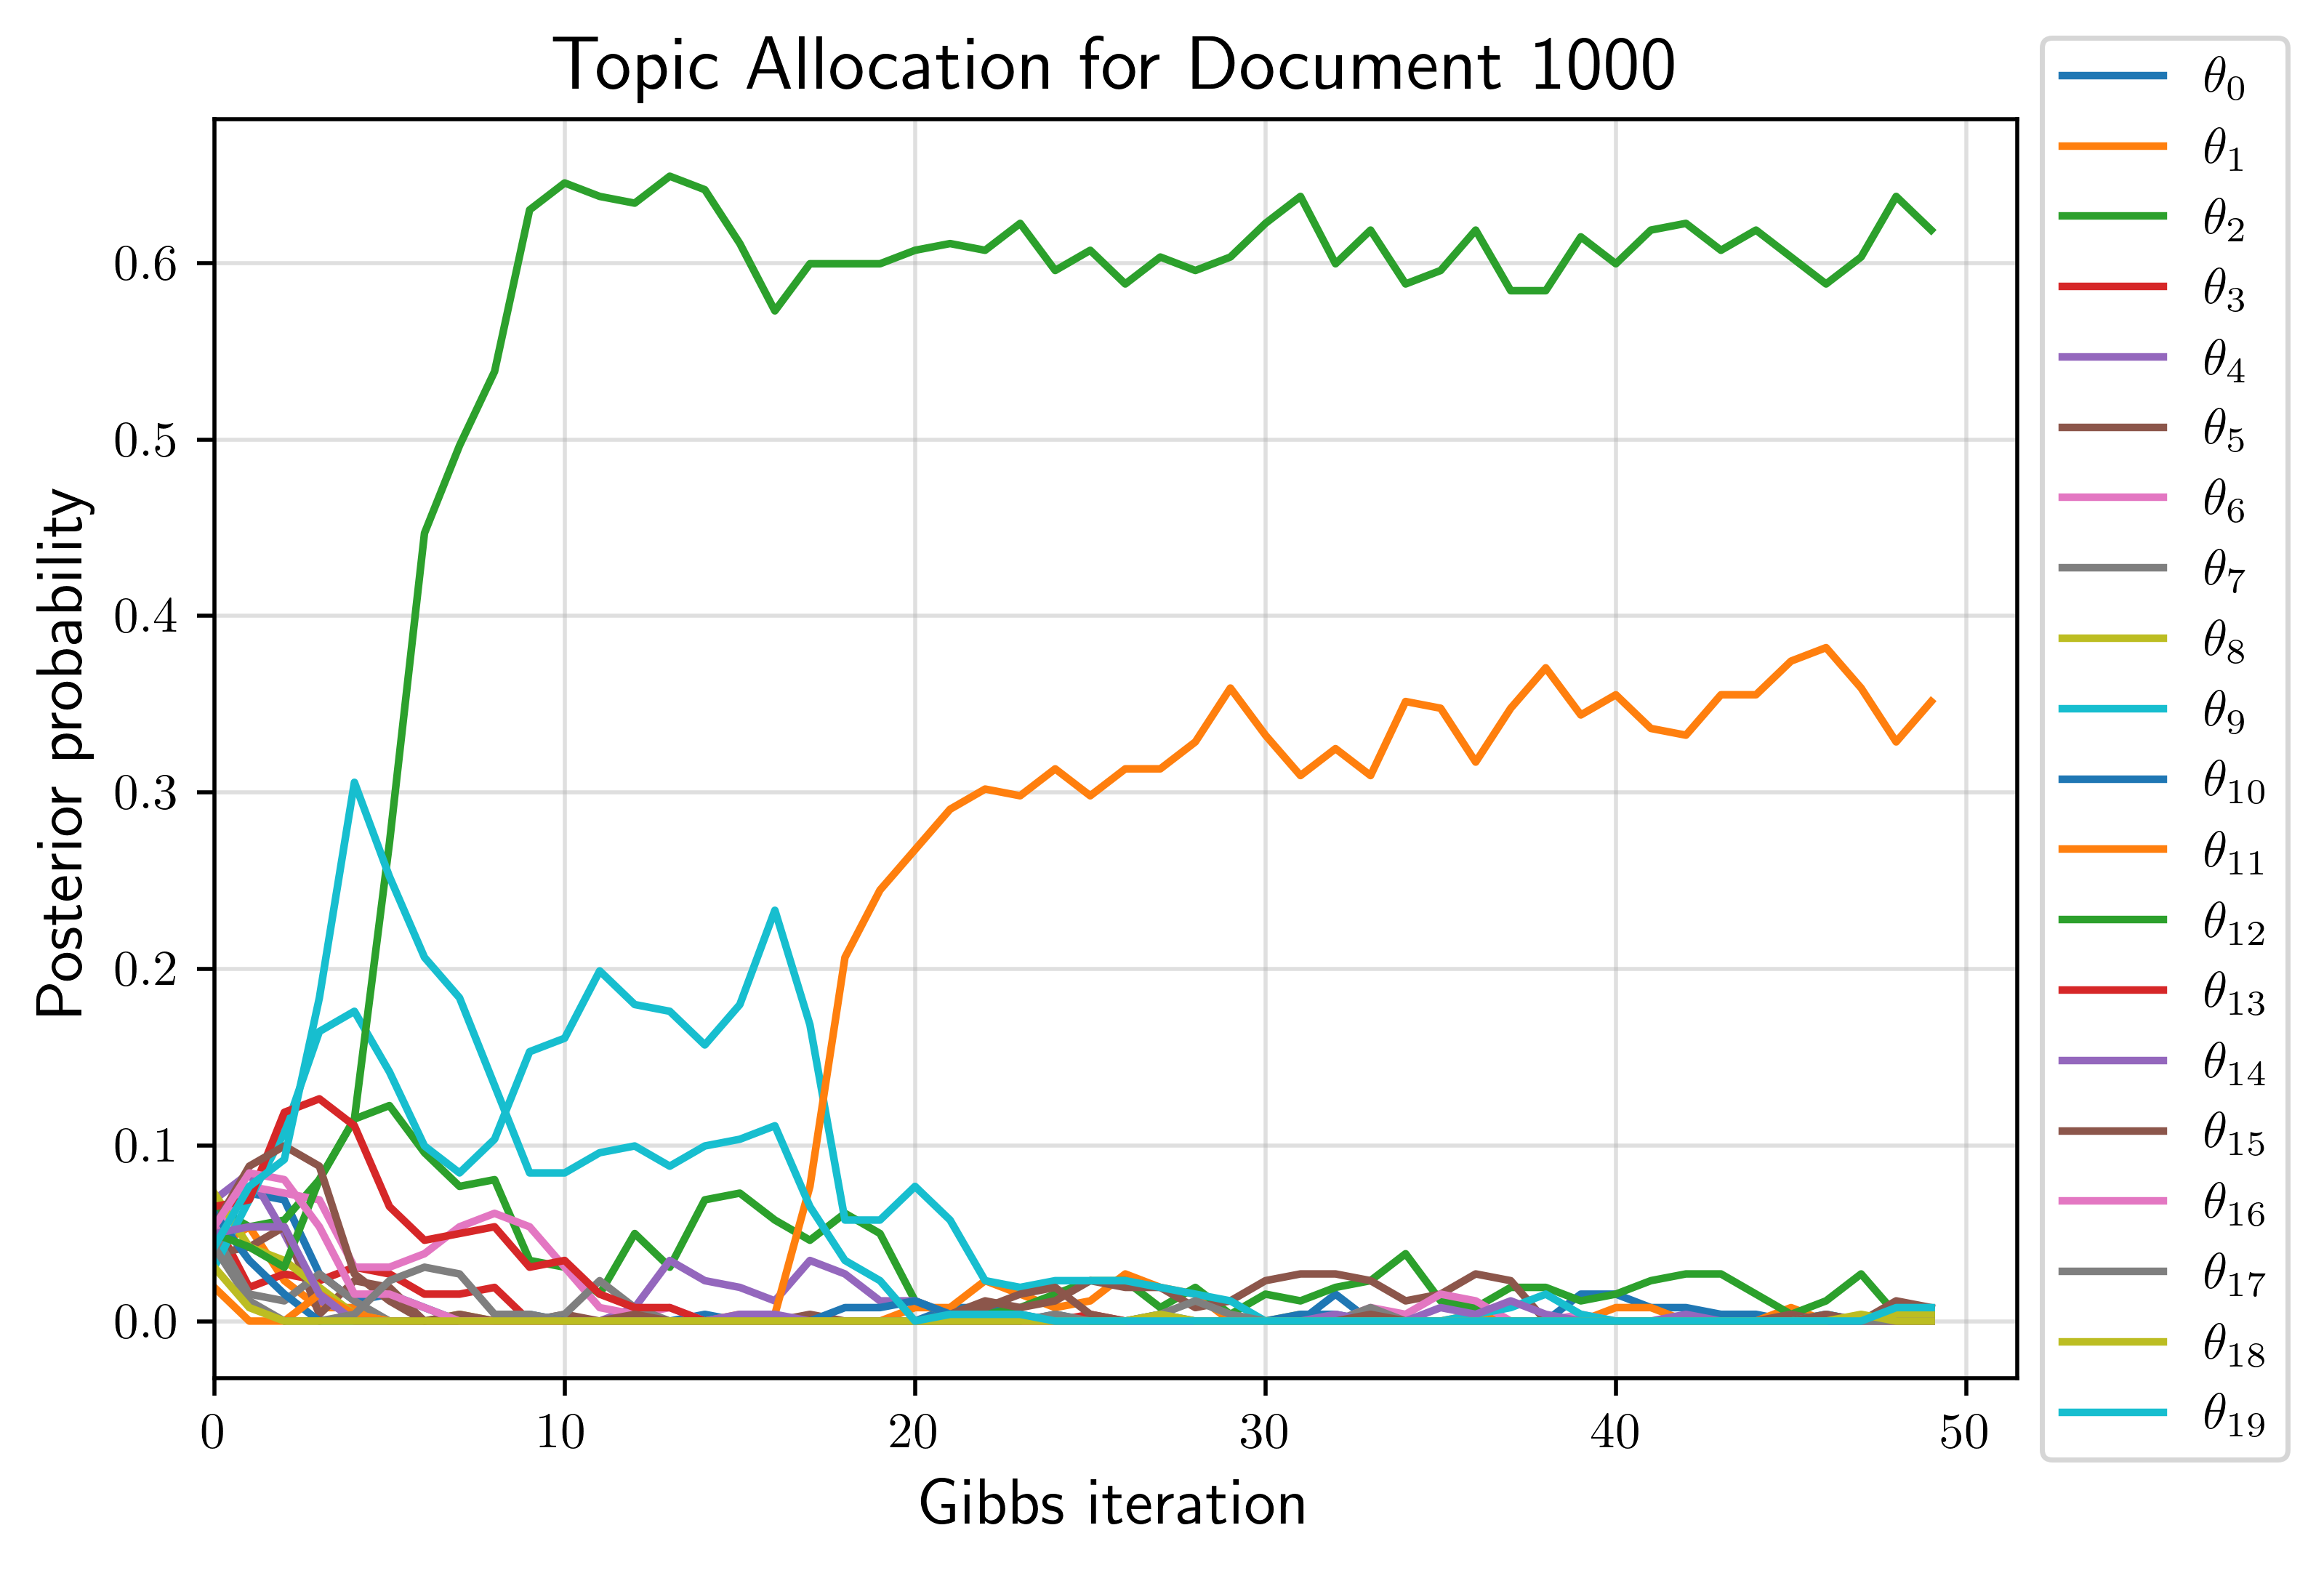 Topic Allocation for Document 1000
Posterior probability
0.6
0.5
0.4
0.3
0.2
0.1
0.0
0 10 20 30 40 50
Gibbs iteration
θ0
θ1
θ2
θ3
θ4
θ5
θ6
θ7
θ8
θ9
θ10
θ11
θ12
θ13
θ14
θ15
θ16
θ17
θ18
θ19